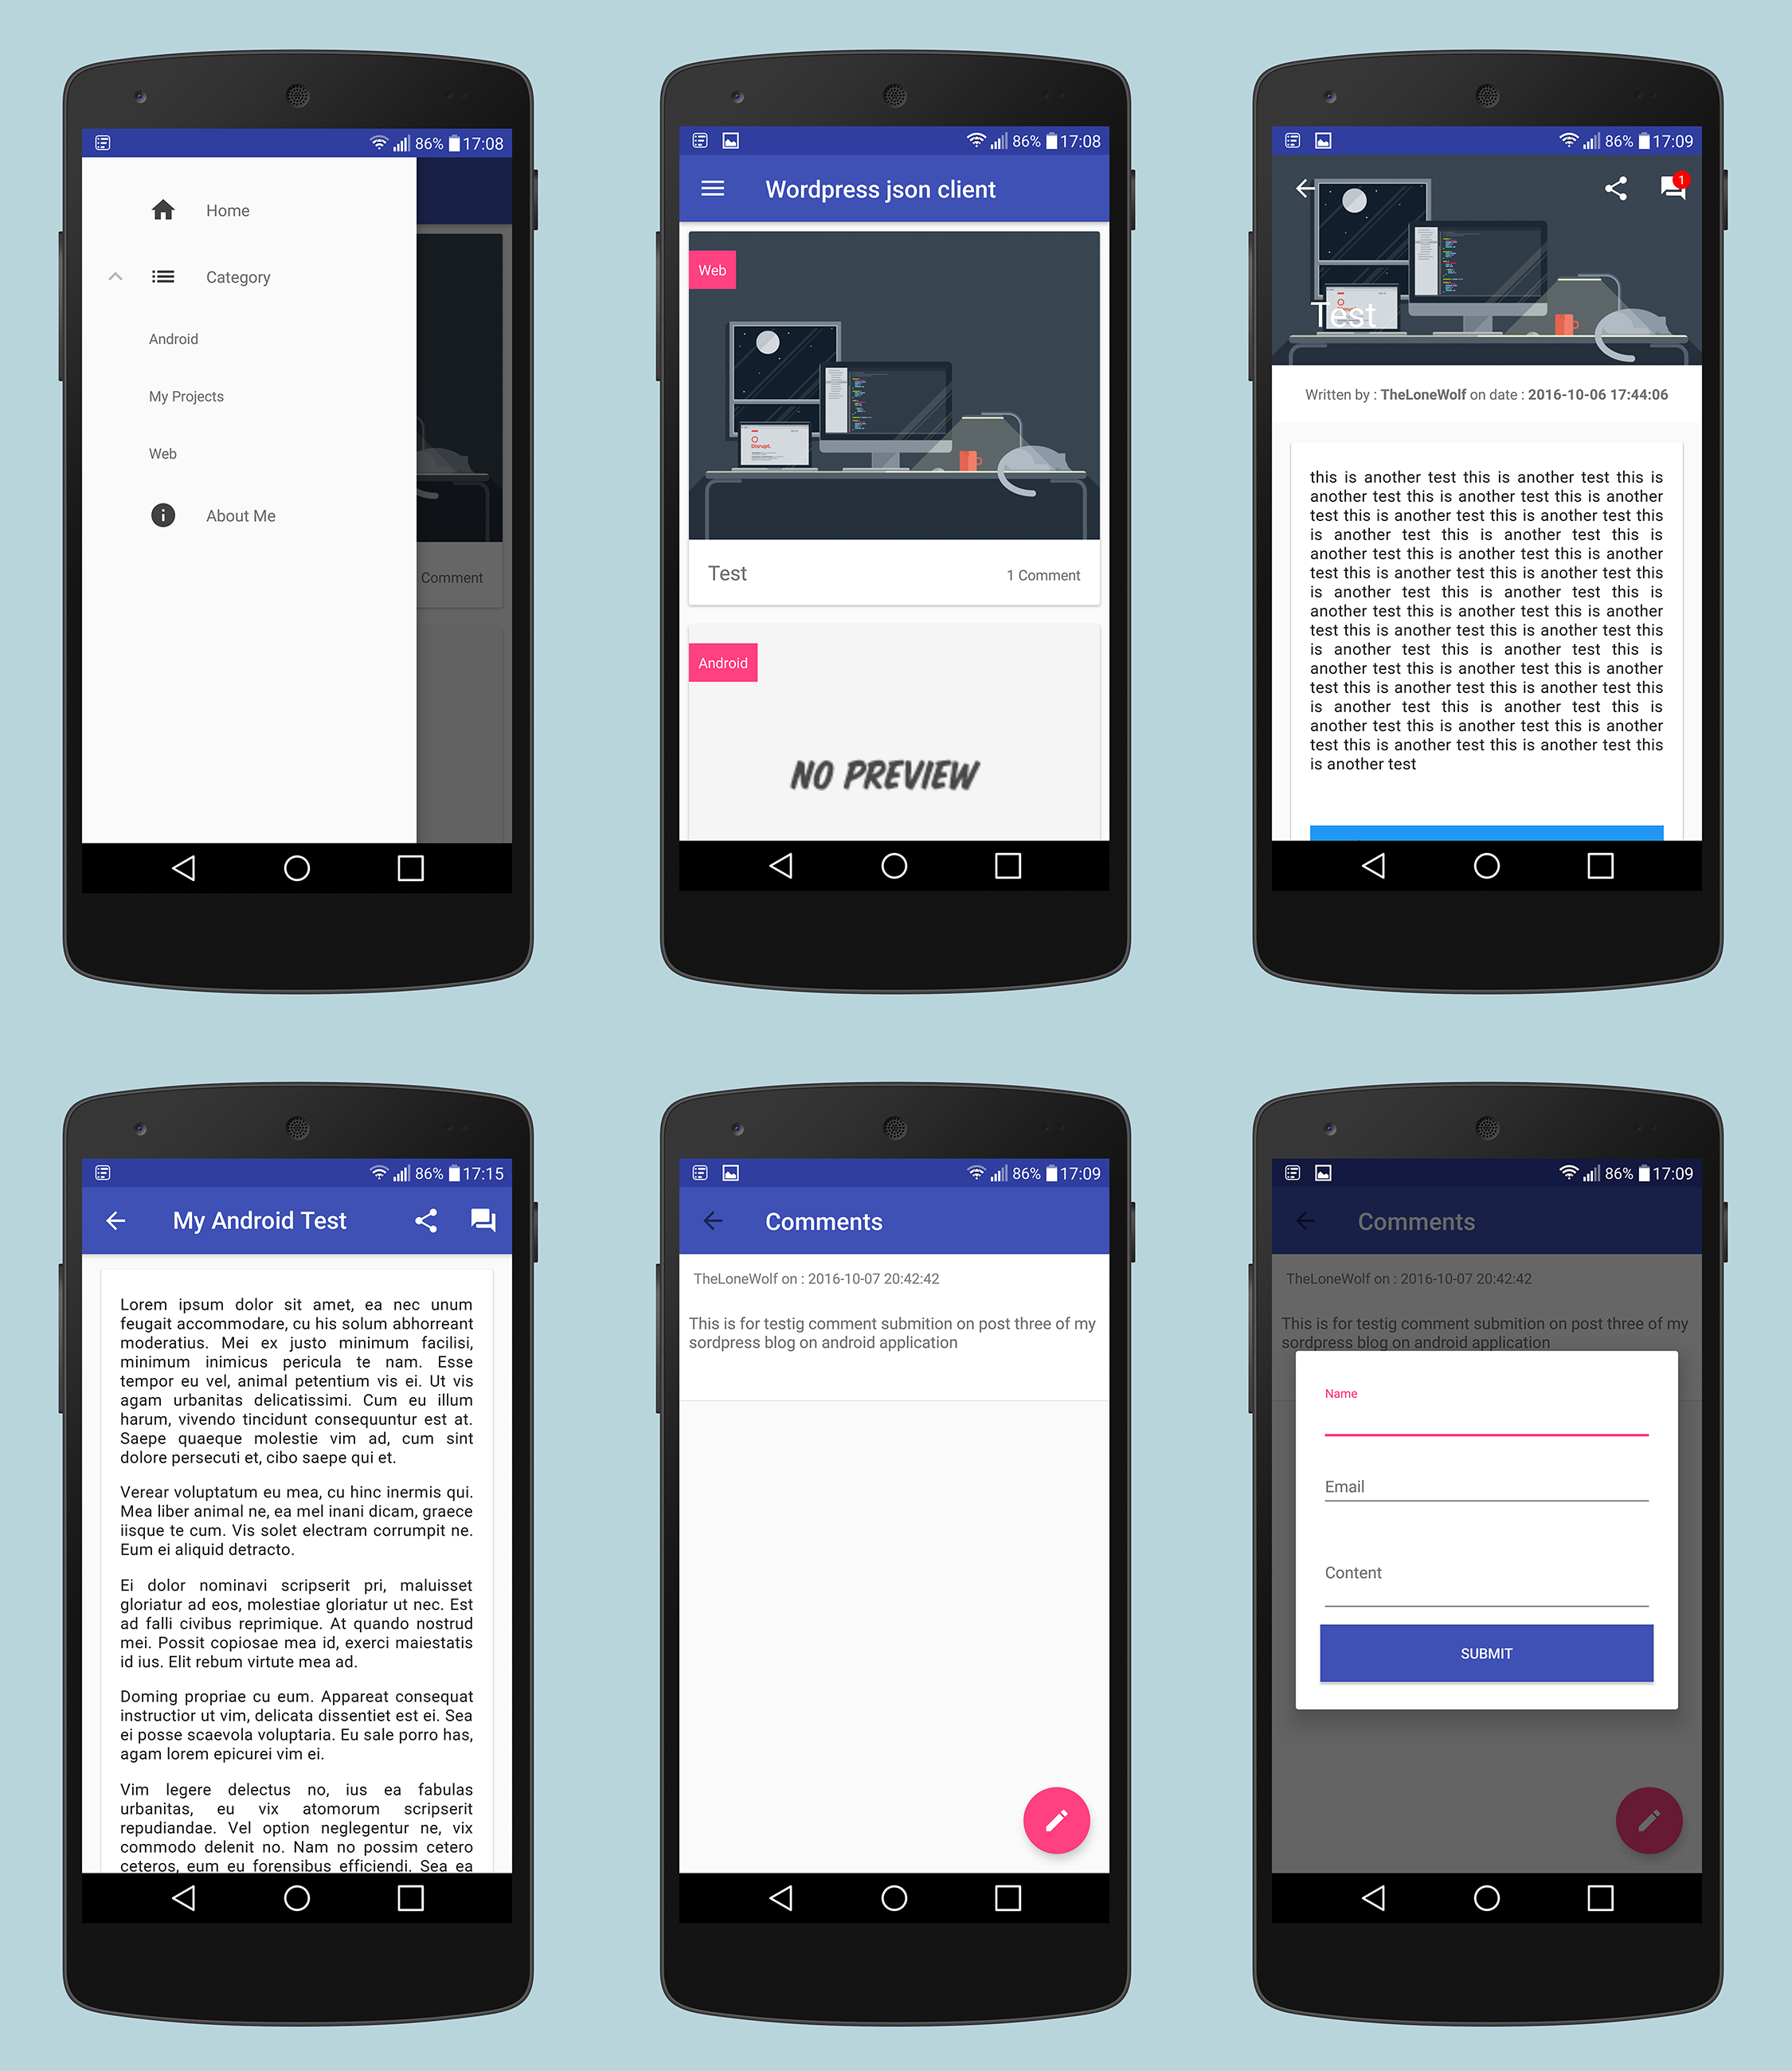 86% 17:08
Home
Category
Android
My Projects
Web
About Me
Comment
86% 17:08
Wordpress json client
Web
Disrupt.
Test
1 Comment
Android
NO PREVIEW
86% 17:09
1
Test
Written by : TheLoneWolf on date : 2016-10-06 17:44:06
this is another test this is another test this is
another test this is another test this is another
test this is another test this is another test this
is another test this is another test this is
another test this is another test this is another
test this is another test this is another test this
is another test this is another test this is
another test this is another test this is another
test this is another test this is another test this
is another test this is another test this is
another test this is another test this is another
test this is another test this is another test this
is another test this is another test this is
another test this is another test this is another
test this is another test this is another test this
is another test
86% 17:15
My Android Test
Lorem ipsum dolor sit amet, ea nec unum
feugait accommodare, cu his solum abhorreant
moderatius. Mei ex justo minimum facilisi,
minimum inimicus pericula te nam. Esse
tempor eu vel, animal petentium vis ei. Ut vis
agam urbanitas delicatissimi. Cum eu illum
harum, vivendo tincidunt consequuntur est at.
Saepe quaeque molestie vim ad, cum sint
dolore persecuti et, cibo saepe qui et.
Verear voluptatum eu mea, cu hinc inermis qui.
Mea liber animal ne, ea mel inani dicam, graece
iisque te cum. Vis solet electram corrumpit ne.
Eum ei aliquid detracto.
Ei dolor nominavi scripserit pri, maluisset
gloriatur ad eos, molestiae gloriatur ut nec. Est
ad falli civibus reprimique. At quando nostrud
mei. Possit copiosae mea id, exerci maiestatis
id ius. Elit rebum virtute mea ad.
Doming propriae cu eum. Appareat consequat
instructior ut vim, delicata dissentiet est ei. Sea
ei posse scaevola voluptaria. Eu sale porro has,
agam lorem epicurei vim ei.
Vim legere delectus no, ius ea fabulas
urbanitas, eu vix atomorum scripserit
repudiandae. Vel option neglegentur ne, vix
commodo delenit no. Nam no possim cetero
ceteros, eum eu forensibus efficiendi. Sea ea
86% 17:09
Comments
TheLoneWolf on : 2016-10-07 20:42:42
This is for testig comment submition on post three of my
sordpress blog on android application
86% 17:09
Comments
TheLoneWolf on : 2016-10-07 20:42:42
This is for testig comment submition on post three of my
sordpress blog on android application
Name
Email
Content
SUBMIT